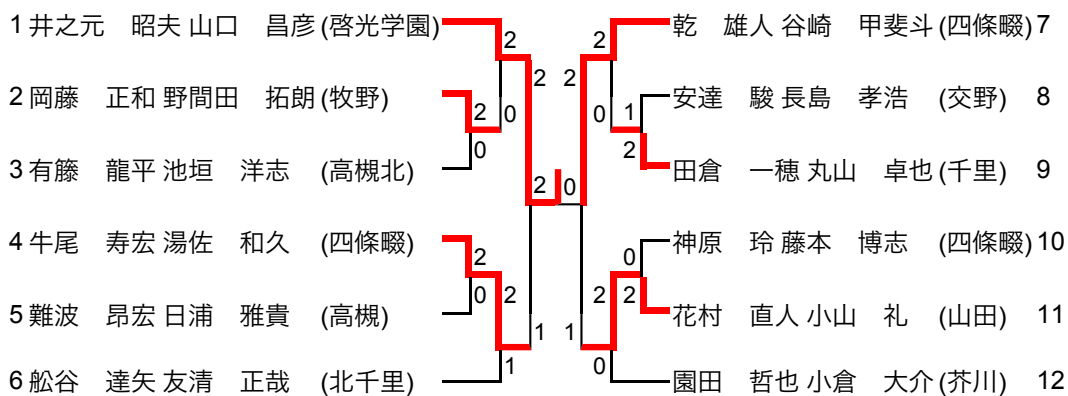 1 井之元 昭夫 山口 昌彦 (啓光学園)
2 岡藤 正和 野間田 拓朗 (牧野)
3 有籐 龍平 池垣 洋志 (高槻北)
4 牛尾 寿宏 湯佐 和久 (四條畷)
5 難波 昂宏 日浦 雅貴 (高槻)
6 舩谷 達矢 友清 正哉 (北千里)
2
2
0
0
2
2
0
2
2
0
1
1
2
2
0
1
2
0
0
2
2
0
1
乾 雄人 谷崎 甲斐斗 (四條畷) 7
安達 駿 長島 孝浩 (交野) 8
田倉 一穂 丸山 卓也 (千里) 9
神原 玲 藤本 博志 (四條畷) 10
花村 直人 小山 礼 (山田) 11
園田 哲也 小倉 大介 (芥川) 12